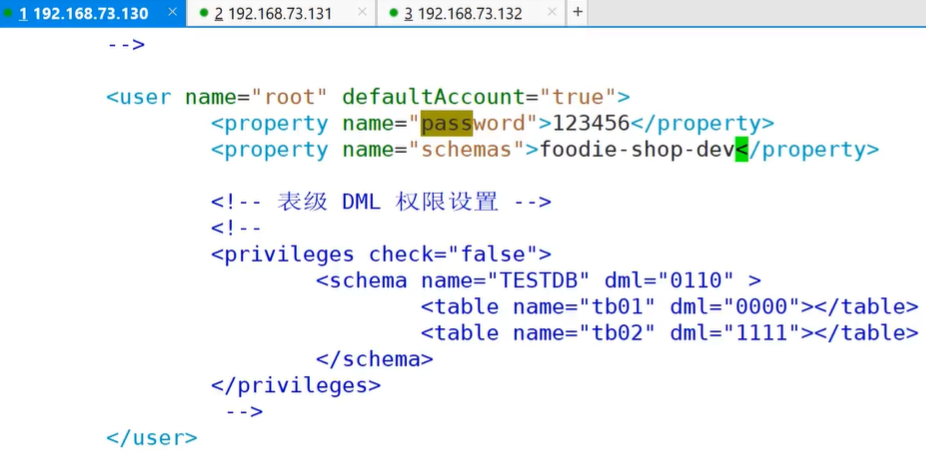 1 192.168.73.130 × 2 192.168.73.131 × 3 192.168.73.132 × +
-->
<user name="root" defaultAccount="true">
<property name="password">123456</property>
<property name="schemas">foodie-shop-dev</property>
<!-- 表级 DML 权限设置 -->
<!--
<privileges check="false">
<schema name="TESTDB" dml="0110" >
<table name="tb01" dml="0000"></table>
<table name="tb02" dml="1111"></table>
</schema>
</privileges>
-->
</user>